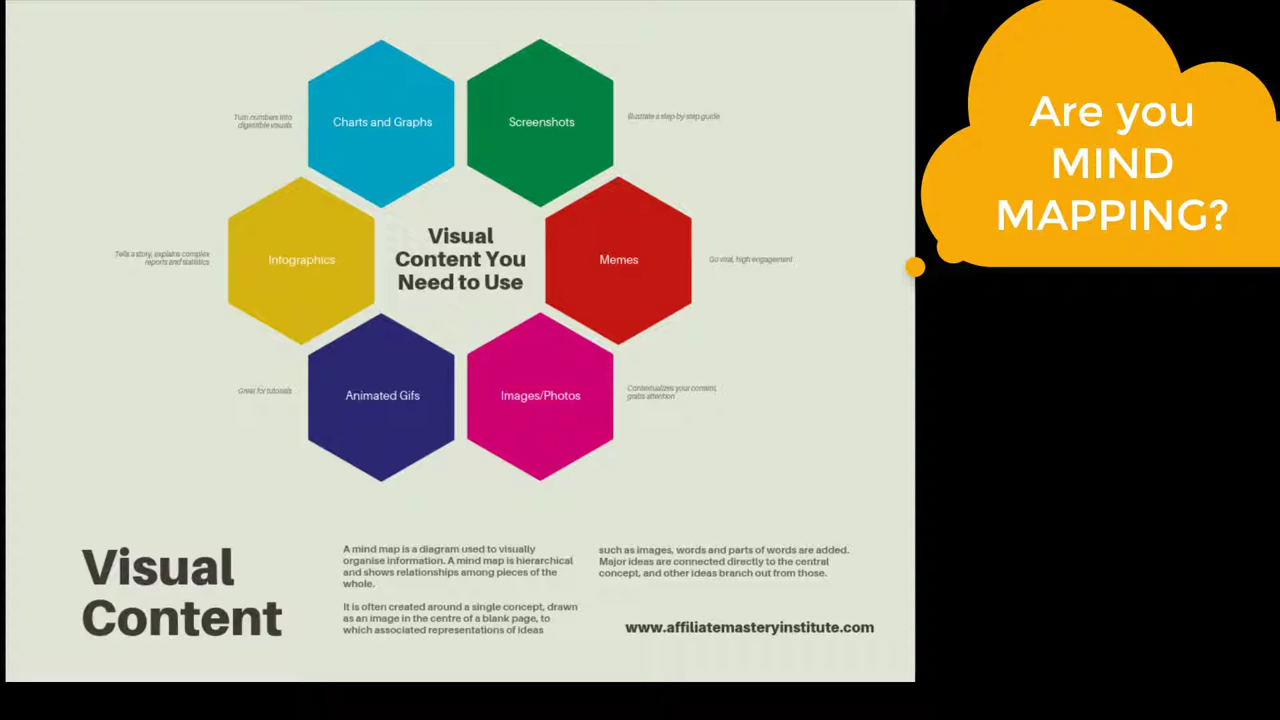 Are you
MIND
MAPPING?
Charts and Graphs
Turn numbers into
digestible visuals
Screenshots
Illustrate a step by step guide
Infographics
Tells a story, explains complex
reports and statistics
Visual
Content You
Need to Use
Memes
Go viral, high engagement
Animated Gifs
Great for tutorials
Images/Photos
Contextualizes your content,
grabs attention
Visual
Content
A mind map is a diagram used to visually
organise information. A mind map is hierarchical
and shows relationships among pieces of the
whole.
It is often created around a single concept, drawn
as an image in the centre of a blank page, to
which associated representations of ideas
such as images, words and parts of words are added.
Major ideas are connected directly to the central
concept, and other ideas branch out from those.
www.affiliatemasteryinstitute.com